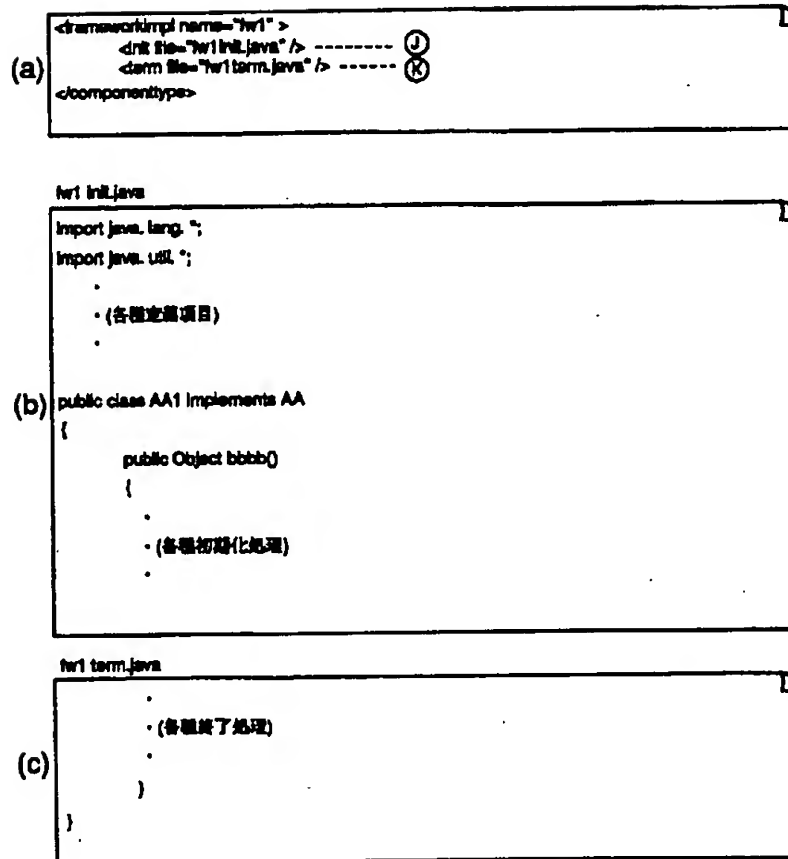 (a)
<frameworkimpl name="fw1" >
<init file="fw1init.java" /> -------- Ⓙ
<term file="fw1term.java" /> ------ Ⓚ
</componenttype>
fw1 init.java
(b)
import java. lang. *;
import java. util. *;
・
・(各種定義項目)
・
public class AA1 implements AA
{
public Object bbbb()
{
・
・(各種初期化処理)
・
fw1 term.java
(c)
・
・(各種終了処理)
・
}
}